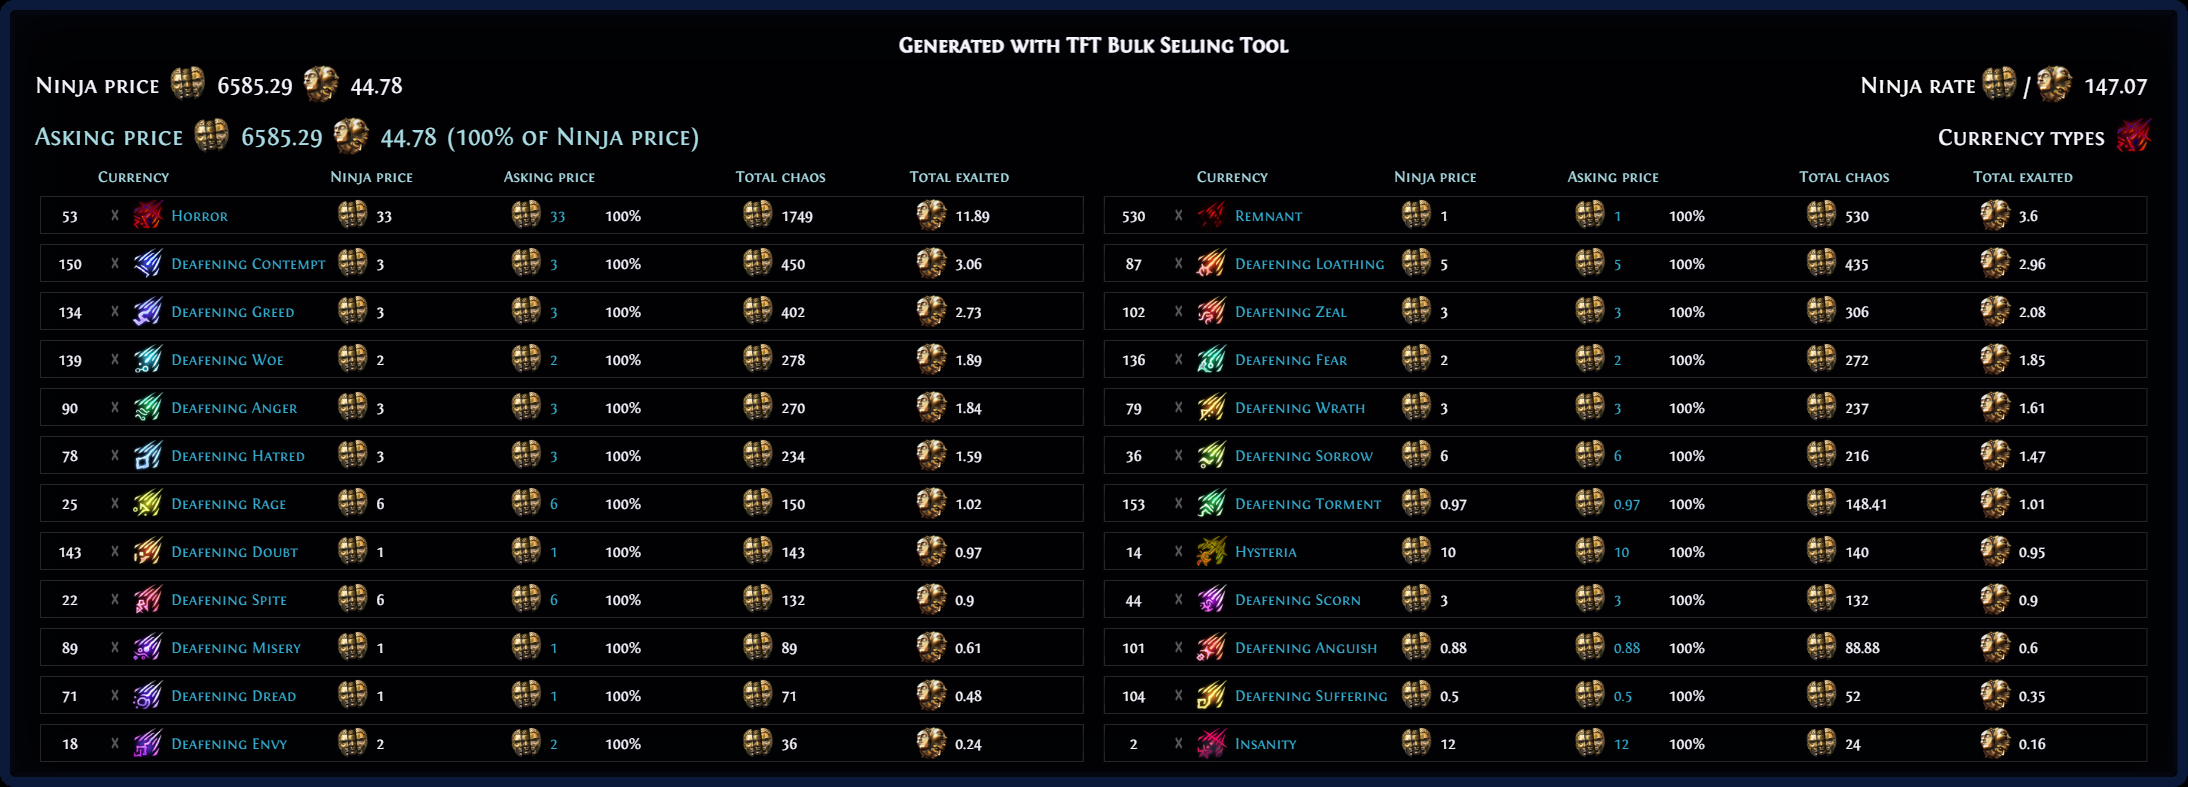 Generated with TFT Bulk Selling Tool
Ninja price 6585.29 44.78
Ninja rate / 147.07
Asking price 6585.29 44.78 (100% of Ninja price)
Currency types
Currency Ninja price Asking price Total chaos Total exalted Currency Ninja price Asking price Total chaos Total exalted
53 x Horror 33 33 100% 1749 11.89
530 x Remnant 1 1 100% 530 3.6
150 x Deafening Contempt 3 3 100% 450 3.06
87 x Deafening Loathing 5 5 100% 435 2.96
134 x Deafening Greed 3 3 100% 402 2.73
102 x Deafening Zeal 3 3 100% 306 2.08
139 x Deafening Woe 2 2 100% 278 1.89
136 x Deafening Fear 2 2 100% 272 1.85
90 x Deafening Anger 3 3 100% 270 1.84
79 x Deafening Wrath 3 3 100% 237 1.61
78 x Deafening Hatred 3 3 100% 234 1.59
36 x Deafening Sorrow 6 6 100% 216 1.47
25 x Deafening Rage 6 6 100% 150 1.02
153 x Deafening Torment 0.97 0.97 100% 148.41 1.01
143 x Deafening Doubt 1 1 100% 143 0.97
14 x Hysteria 10 10 100% 140 0.95
22 x Deafening Spite 6 6 100% 132 0.9
44 x Deafening Scorn 3 3 100% 132 0.9
89 x Deafening Misery 1 1 100% 89 0.61
101 x Deafening Anguish 0.88 0.88 100% 88.88 0.6
71 x Deafening Dread 1 1 100% 71 0.48
104 x Deafening Suffering 0.5 0.5 100% 52 0.35
18 x Deafening Envy 2 2 100% 36 0.24
2 x Insanity 12 12 100% 24 0.16